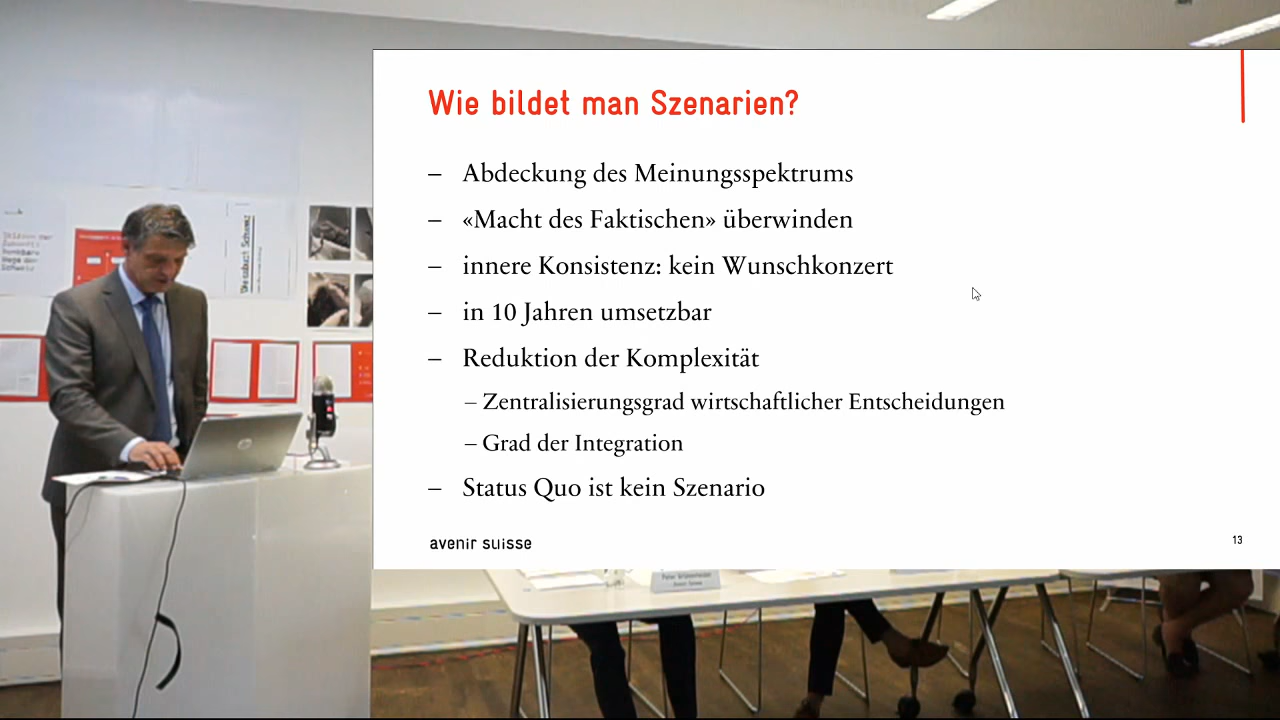 Wie bildet man Szenarien?
– Abdeckung des Meinungsspektrums
– «Macht des Faktischen» überwinden
– innere Konsistenz: kein Wunschkonzert
– in 10 Jahren umsetzbar
– Reduktion der Komplexität
– Zentralisierungsgrad wirtschaftlicher Entscheidungen
– Grad der Integration
– Status Quo ist kein Szenario
avenir suisse
13